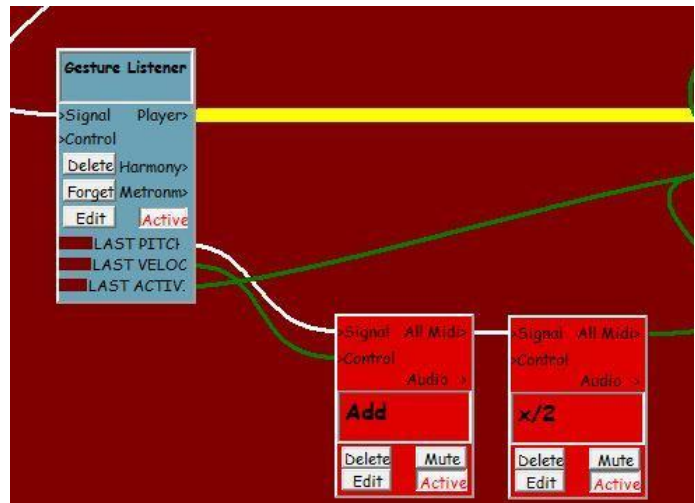 Gesture Listener
>Signal Player>
>Control
Delete Harmony>
Forget Metronm>
Edit Active
LAST PITCH
LAST VELOC
LAST ACTIV.
>Signal All Midi>
>Control
Audio >
Add
Delete Mute
Edit Active
>Signal All Midi>
>Control
Audio >
x/2
Delete Mute
Edit Active